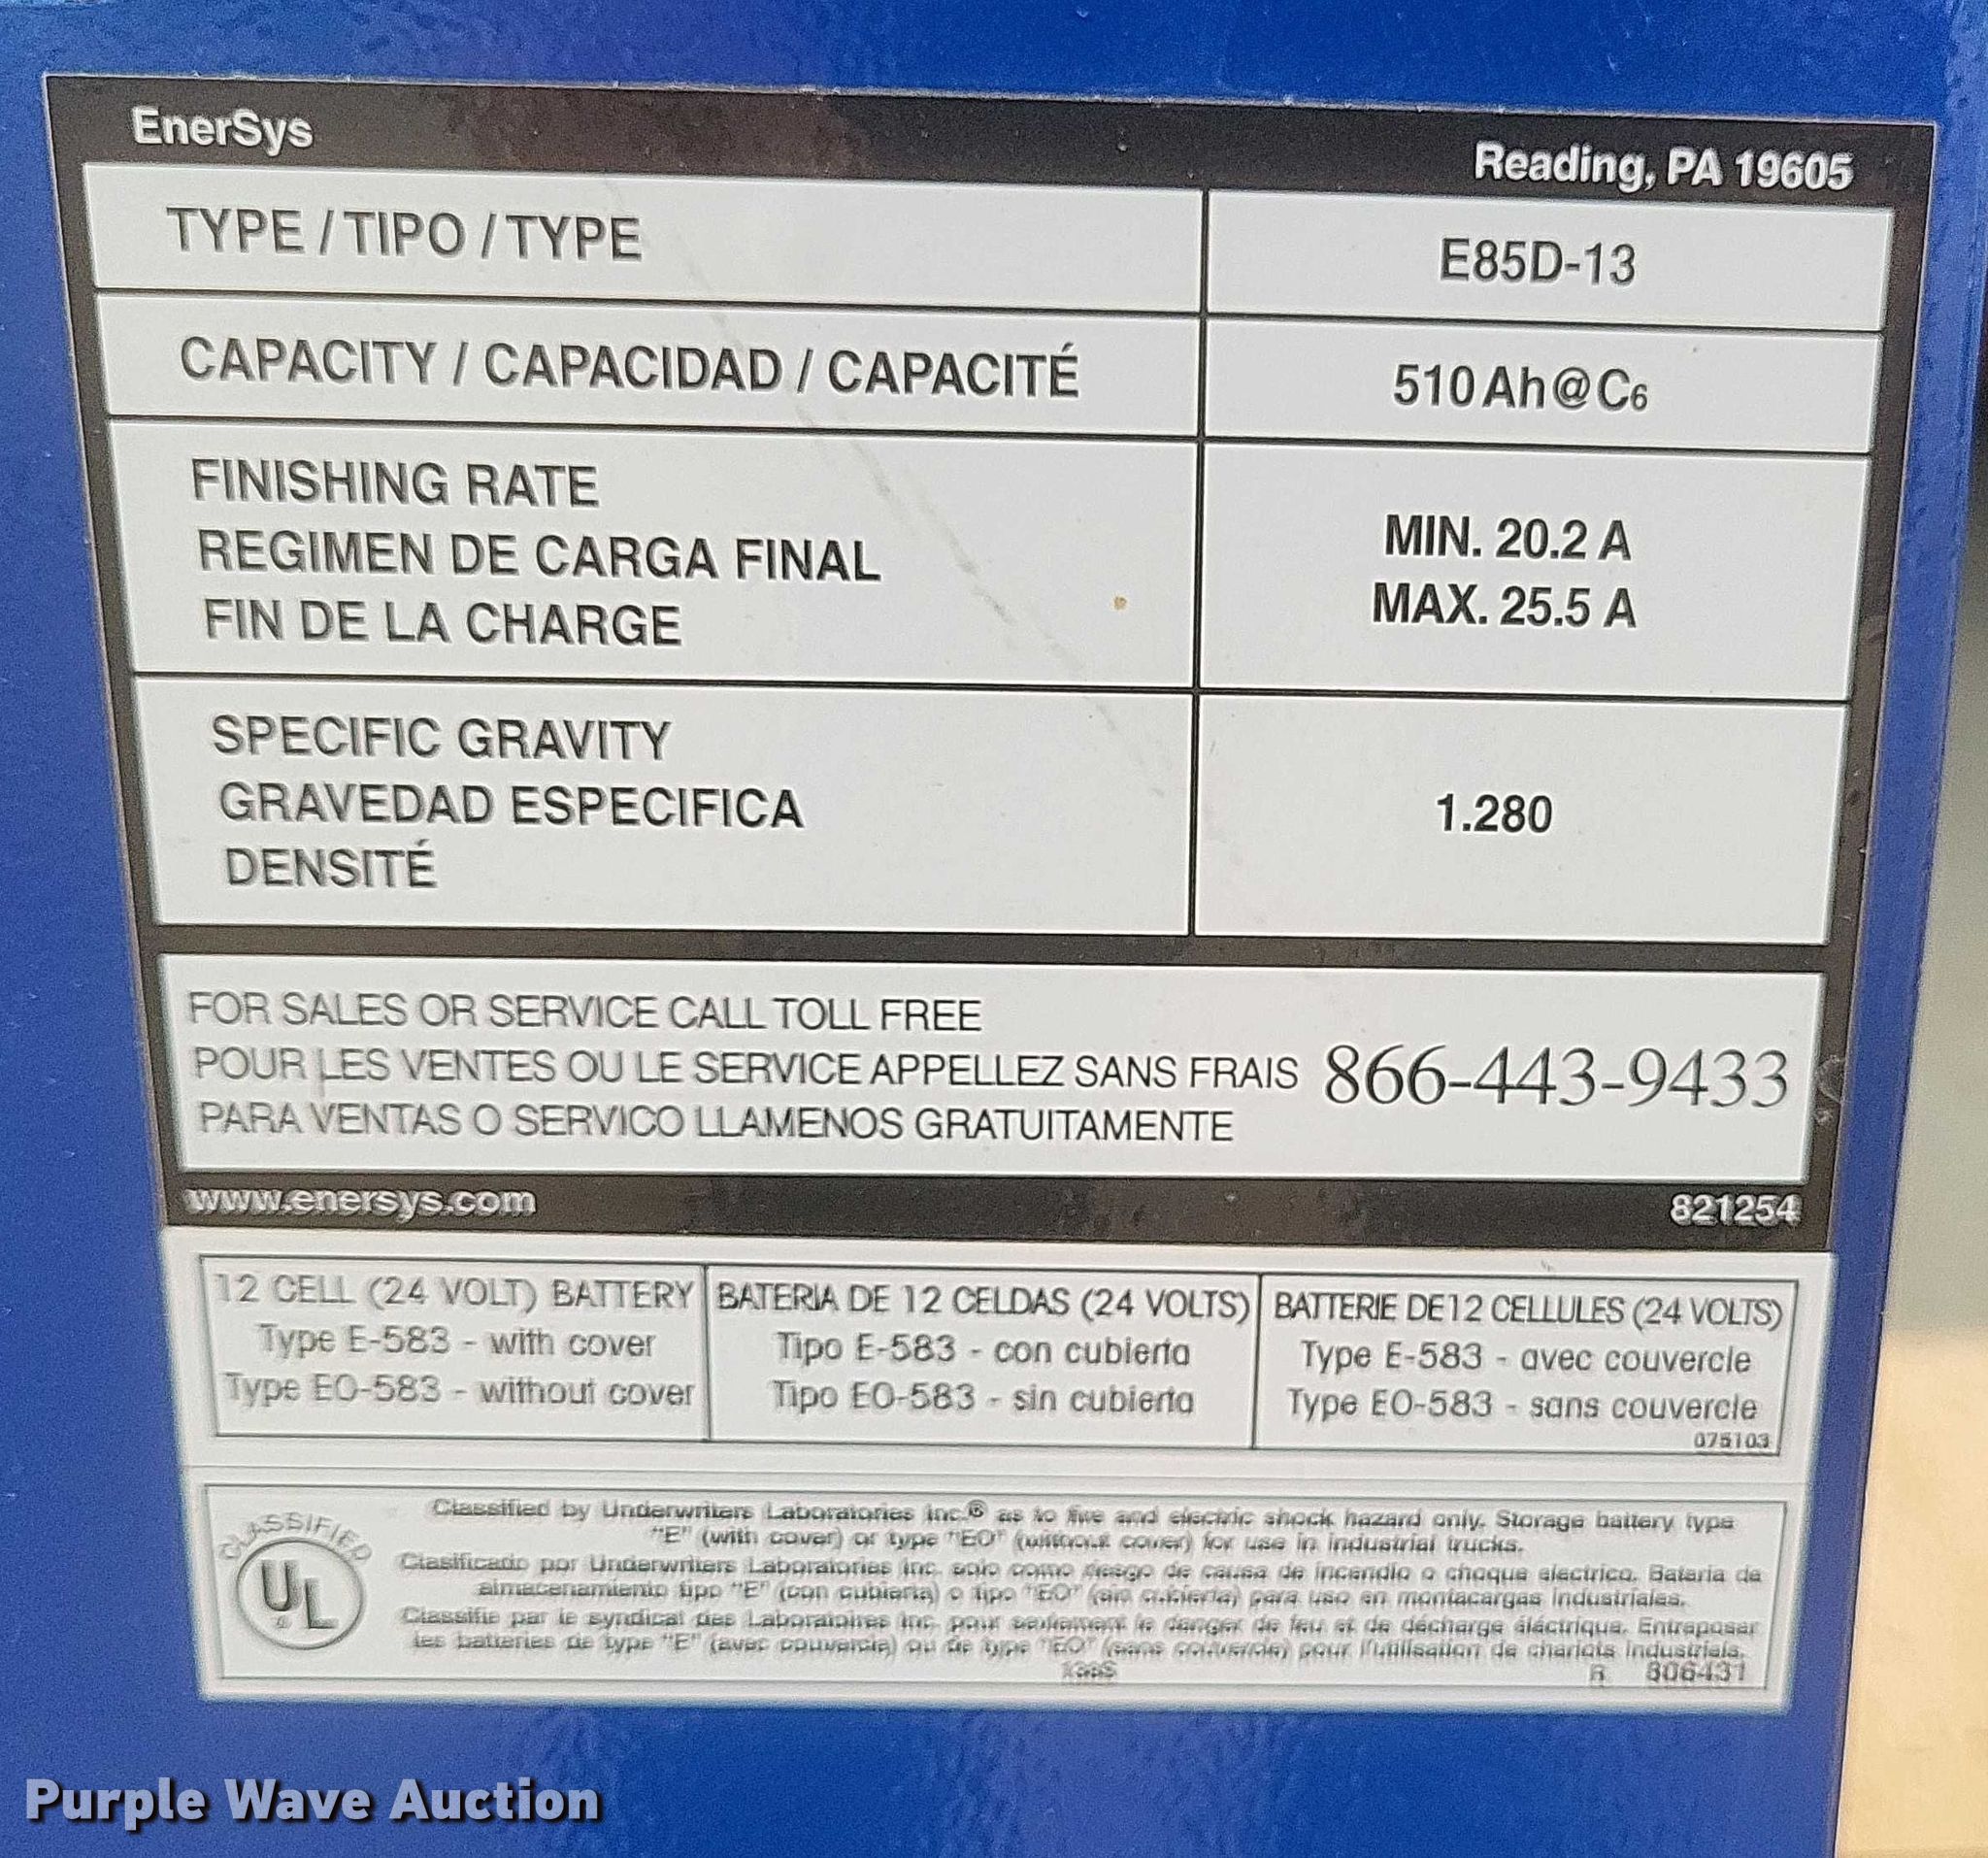 EnerSys
Reading, PA 19605
TYPE / TIPO / TYPE
E85D-13
CAPACITY / CAPACIDAD / CAPACITÉ
510 Ah@C6
FINISHING RATE
REGIMEN DE CARGA FINAL
FIN DE LA CHARGE
MIN. 20.2 A
MAX. 25.5 A
SPECIFIC GRAVITY
GRAVEDAD ESPECIFICA
DENSITÉ
1.280
FOR SALES OR SERVICE CALL TOLL FREE
POUR LES VENTES OU LE SERVICE APPELLEZ SANS FRAIS
PARA VENTAS O SERVICO LLAMENOS GRATUITAMENTE
866-443-9433
www.enersys.com
821254
12 CELL (24 VOLT) BATTERY
Type E-583 - with cover
Type EO-583 - without cover
BATERIA DE 12 CELDAS (24 VOLTS)
Tipo E-583 - con cubierta
Tipo EO-583 - sin cubierta
BATTERIE DE 12 CELLULES (24 VOLTS)
Type E-583 - avec couvercle
Type EO-583 - sans couvercle
075103
CLASSIFIED
UL
®
Classified by Underwriters Laboratories Inc.® as to fire and electric shock hazard only. Storage battery type
"E" (with cover) or type "EO" (without cover) for use in industrial trucks.
Clasificado por Underwriters Laboratories Inc. solo como riesgo de causa de incendio o choque electrico. Bataria de
almacenamiento tipo "E" (con cubierta) o tipo "EO" (sin cubierta) para uso en montacargas industriales.
Classifie par le syndicat des Laboratoires Inc. pour seulement le danger de feu et de décharge éléctrique. Entreposer
les batteries de type "E" (avec couvercle) ou de type "EO" (sans couvercle) pour l'utilisation de chariots industrials.
R 806431
Purple Wave Auction